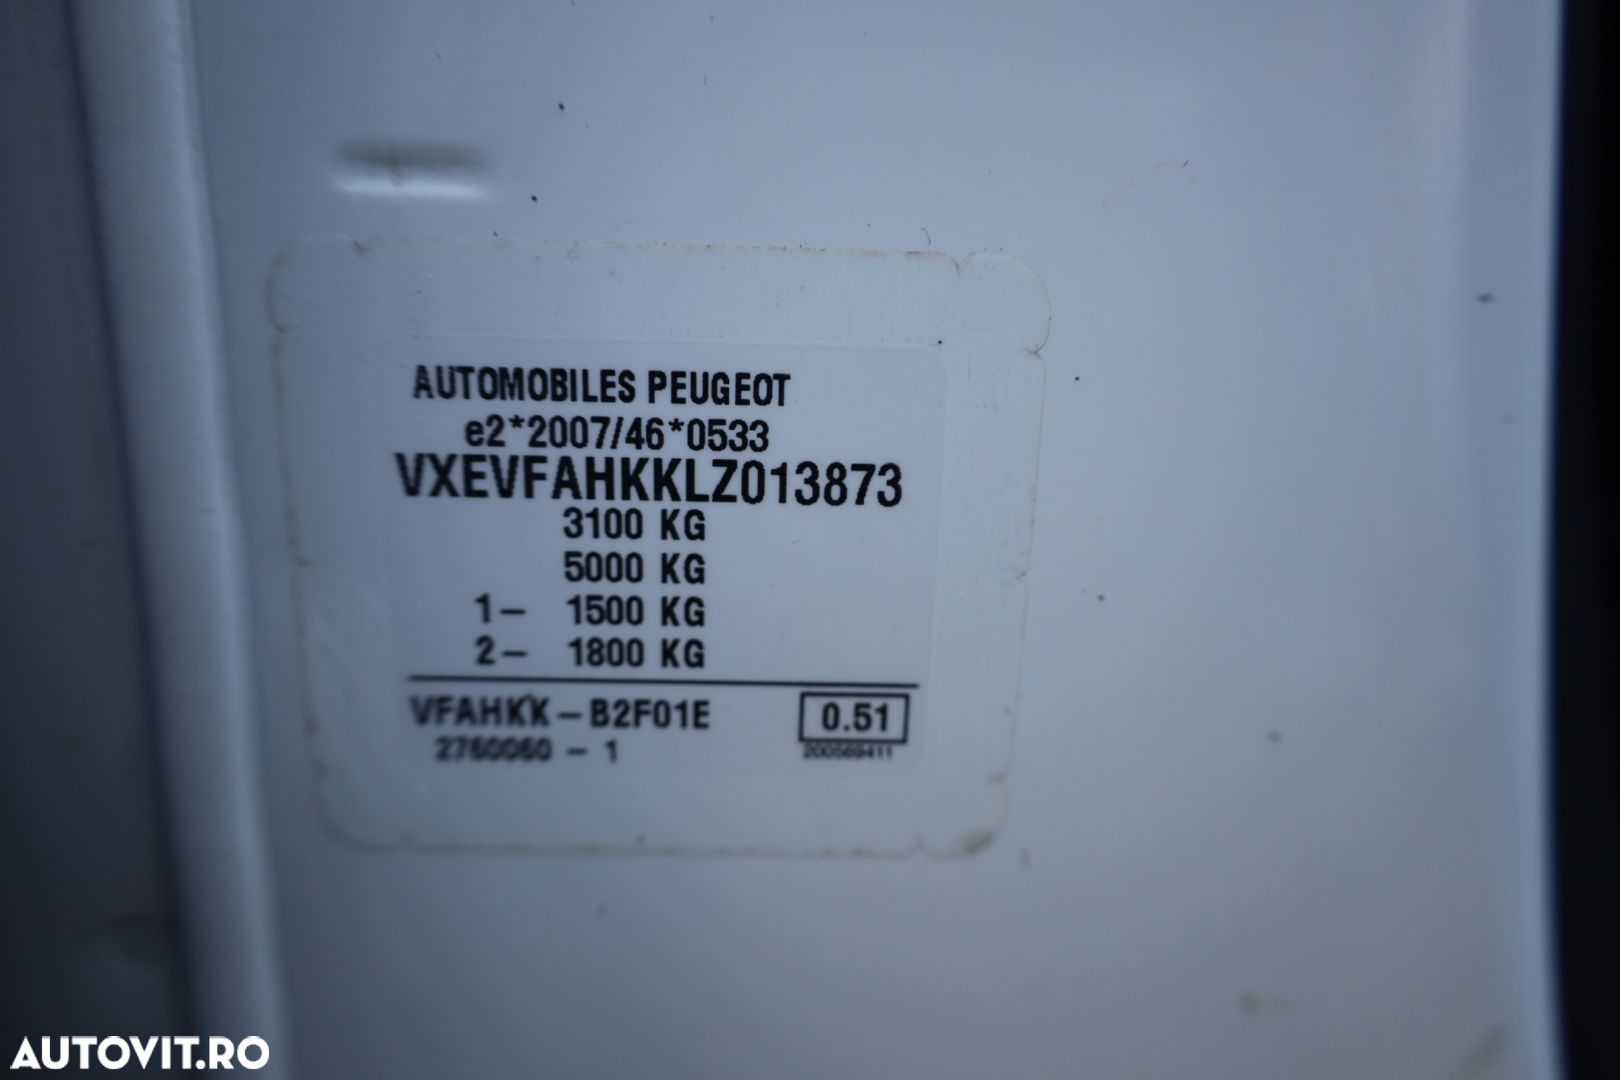 AUTOMOBILES PEUGEOT
e2*2007/46*0533
VXEVFAHKKLZ013873
3100 KG
5000 KG
1- 1500 KG
2- 1800 KG
VFAHKK-B2F01E 0.51
2760060 - 1 200569411
AUTOVIT.RO